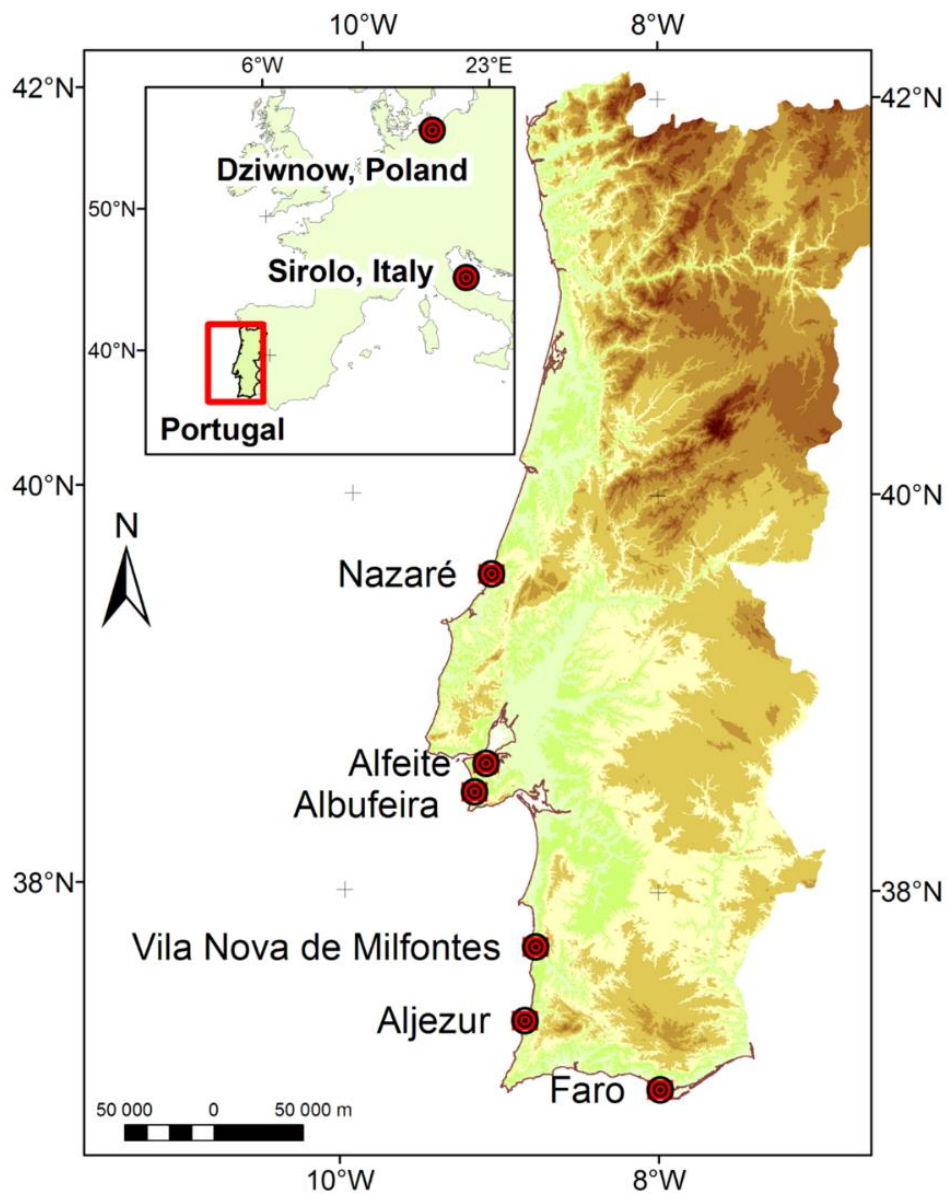 10°W 8°W
6°W 23°E
42°N 42°N
Dziwnow, Poland
50°N
Sirolo, Italy
40°N
Portugal
40°N 40°N
N
Nazaré
Alfeite
Albufeira
38°N 38°N
Vila Nova de Milfontes
Aljezur
Faro
50 000 0 50 000 m
10°W 8°W